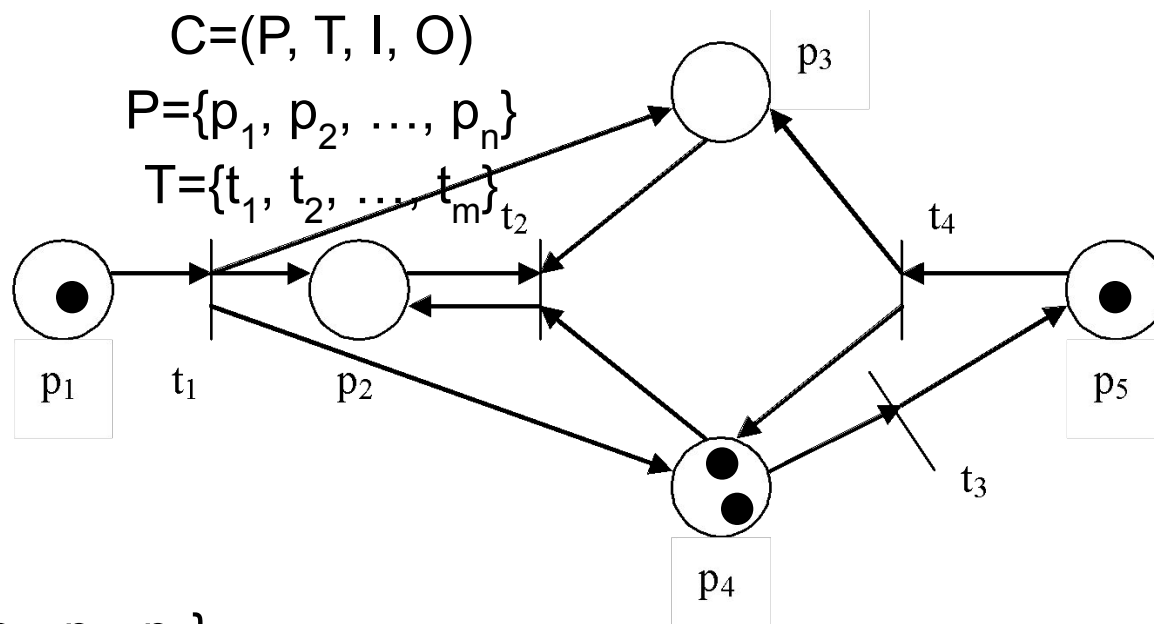 C=(P, T, I, O)
p₃
P={p₁, p₂, …, pₙ}
T={t₁, t₂, …, tₘ}
t₂
t₄
p₁
t₁
p₂
p₅
t₃
p₄